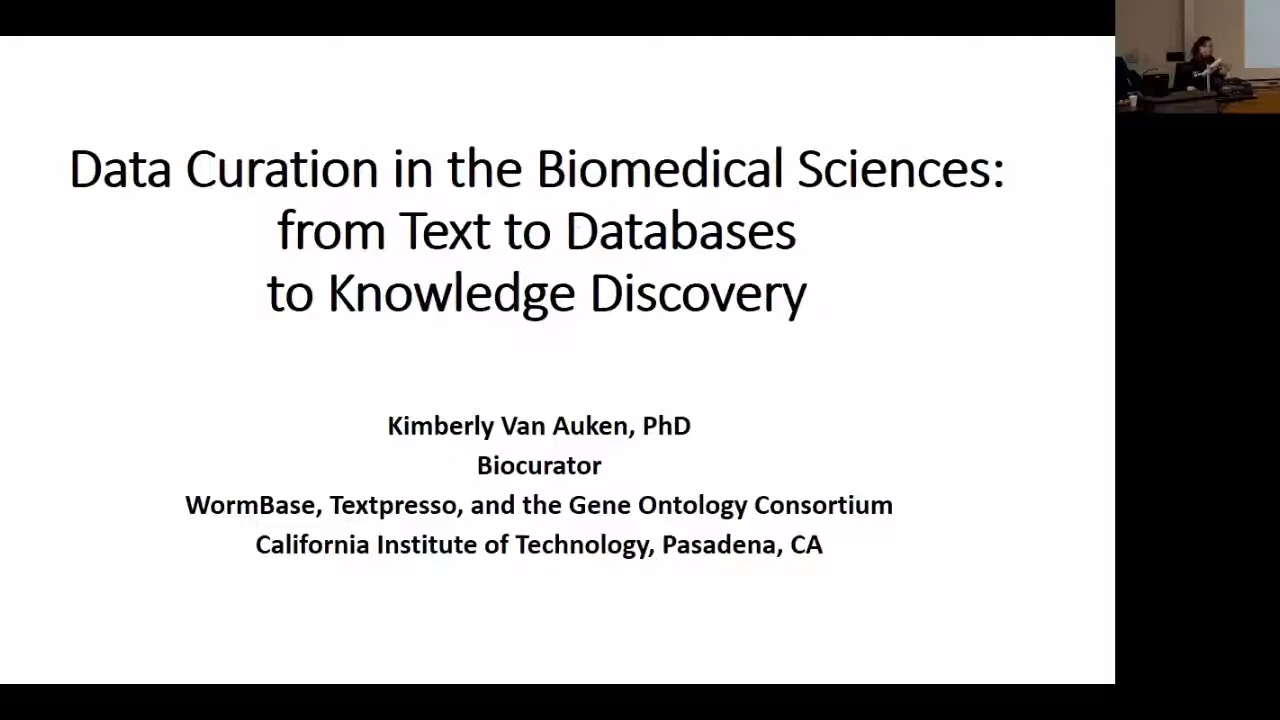 Data Curation in the Biomedical Sciences:
from Text to Databases
to Knowledge Discovery
Kimberly Van Auken, PhD
Biocurator
WormBase, Textpresso, and the Gene Ontology Consortium
California Institute of Technology, Pasadena, CA